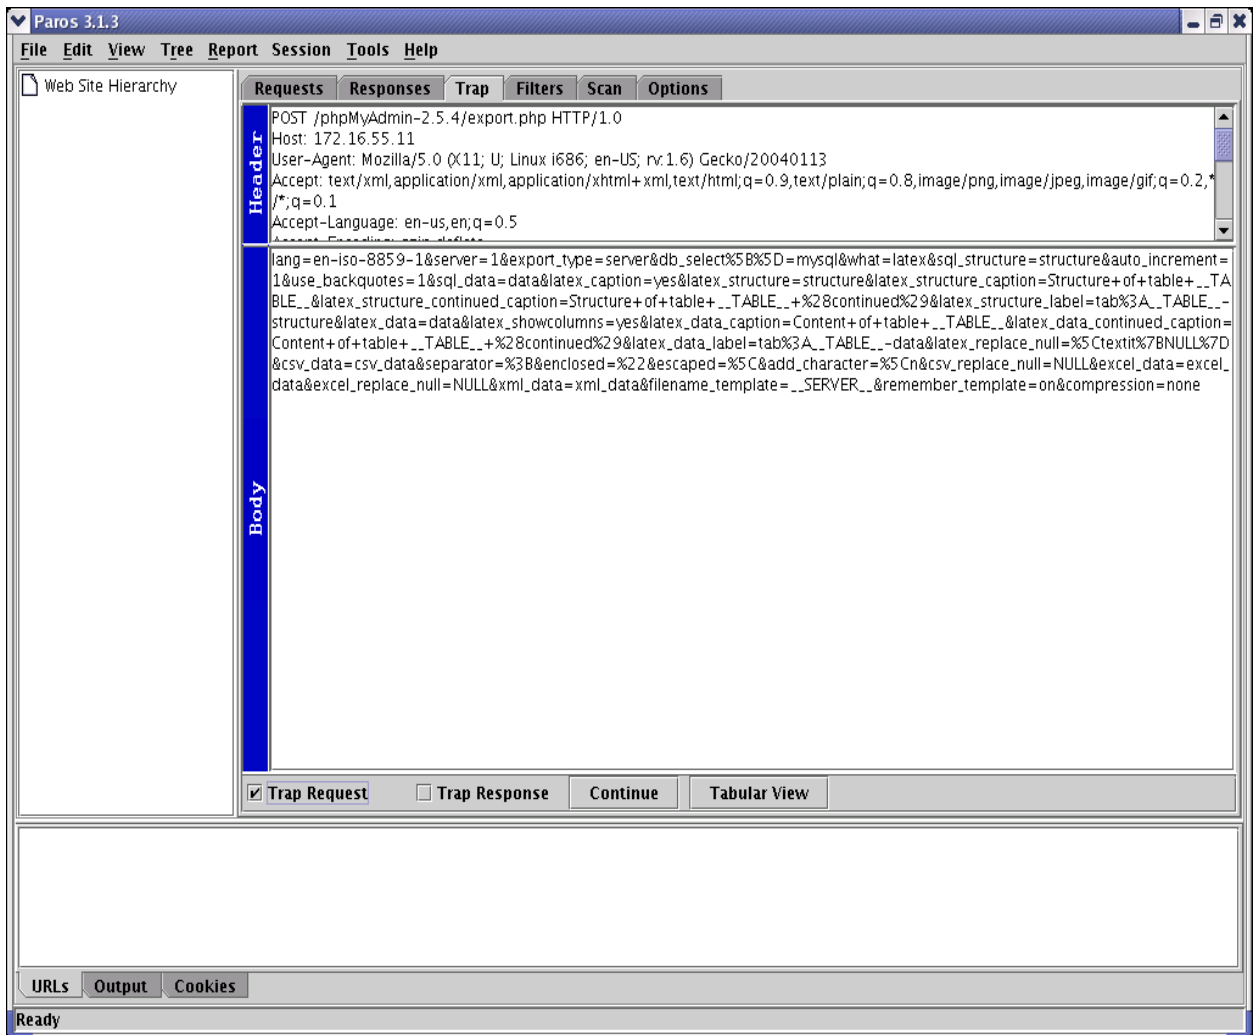 Paros 3.1.3
File Edit View Tree Report Session Tools Help
Web Site Hierarchy
Requests Responses Trap Filters Scan Options
Header
POST /phpMyAdmin-2.5.4/export.php HTTP/1.0
Host: 172.16.55.11
User-Agent: Mozilla/5.0 (X11; U; Linux i686; en-US; rv:1.6) Gecko/20040113
Accept: text/xml,application/xml,application/xhtml+xml,text/html;q=0.9,text/plain;q=0.8,image/png,image/jpeg,image/gif;q=0.2,*
/*;q=0.1
Accept-Language: en-us,en;q=0.5
Accept-Encoding: gzip,deflate
Body
lang=en-iso-8859-1&server=1&export_type=server&db_select%5B%5D=mysql&what=latex&sql_structure=structure&auto_increment=
1&use_backquotes=1&sql_data=data&latex_caption=yes&latex_structure=structure&latex_structure_caption=Structure+of+table+__TA
BLE__&latex_structure_continued_caption=Structure+of+table+__TABLE__+%28continued%29&latex_structure_label=tab%3A__TABLE__-
structure&latex_data=data&latex_showcolumns=yes&latex_data_caption=Content+of+table+__TABLE__&latex_data_continued_caption=
Content+of+table+__TABLE__+%28continued%29&latex_data_label=tab%3A__TABLE__-data&latex_replace_null=%5Ctextit%7BNULL%7D
&csv_data=csv_data&separator=%3B&enclosed=%22&escaped=%5C&add_character=%5Cn&csv_replace_null=NULL&excel_data=excel_
data&excel_replace_null=NULL&xml_data=xml_data&filename_template=__SERVER__&remember_template=on&compression=none
Trap Request Trap Response Continue Tabular View
URLs Output Cookies
Ready